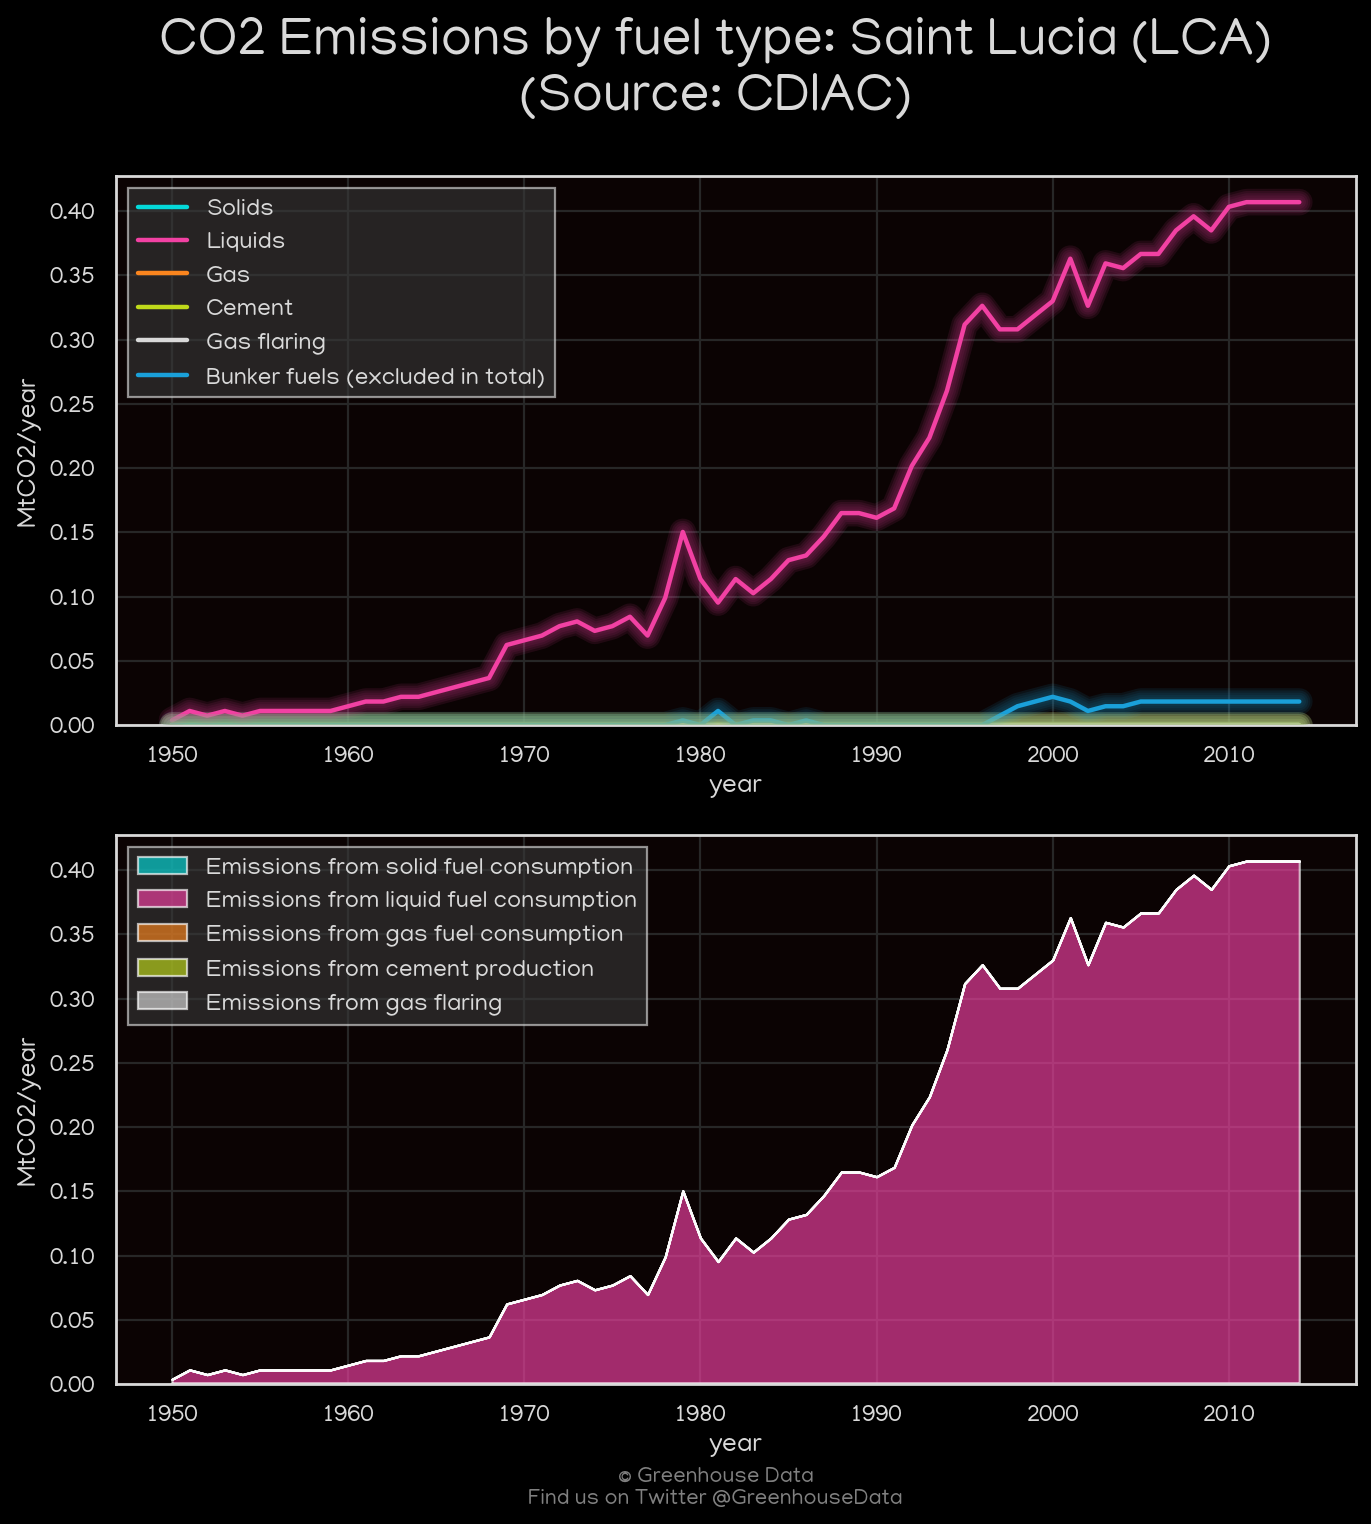 CO2 Emissions by fuel type: Saint Lucia (LCA)
(Source: CDIAC)
Solids
Liquids
Gas
Cement
Gas flaring
Bunker fuels (excluded in total)
0.40
0.35
0.30
0.25
0.20
0.15
0.10
0.05
0.00
MtCO2/year
1950 1960 1970 1980 1990 2000 2010
year
Emissions from solid fuel consumption
Emissions from liquid fuel consumption
Emissions from gas fuel consumption
Emissions from cement production
Emissions from gas flaring
0.40
0.35
0.30
0.25
0.20
0.15
0.10
0.05
0.00
MtCO2/year
1950 1960 1970 1980 1990 2000 2010
year
© Greenhouse Data
Find us on Twitter @GreenhouseData